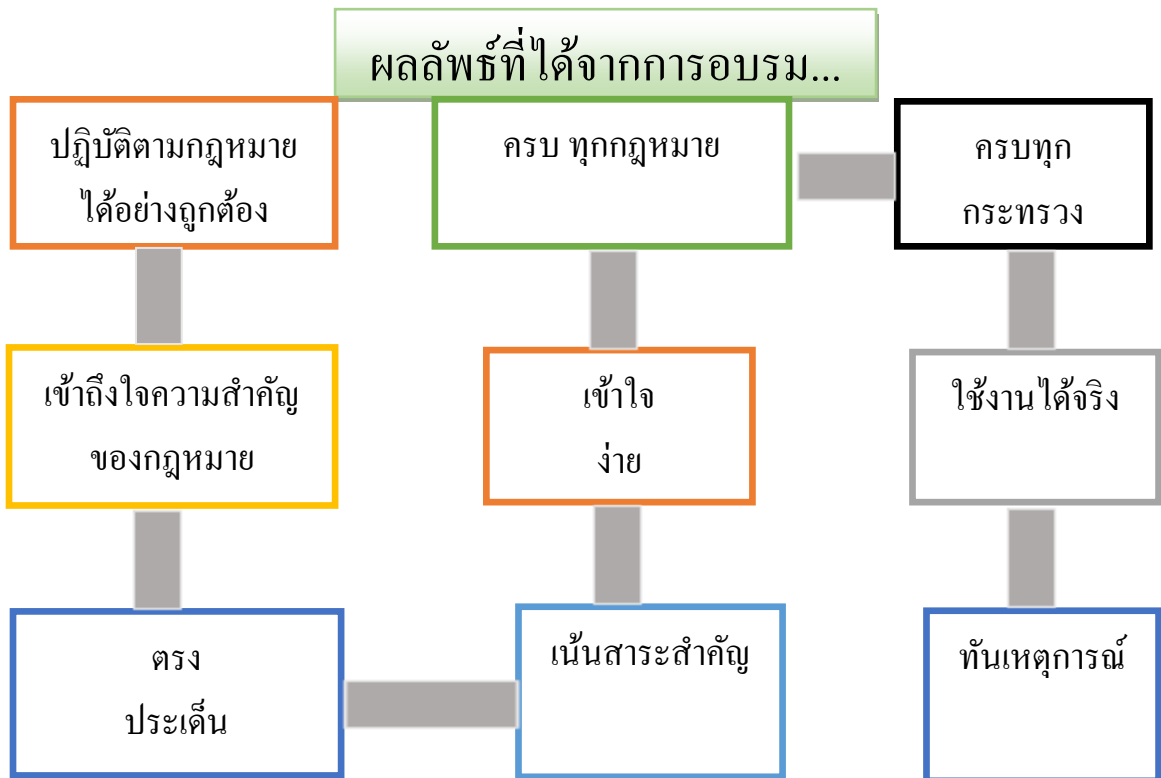 ผลลัพธ์ที่ได้จากการอบรม...
ปฏิบัติตามกฎหมาย
ได้อย่างถูกต้อง
ครบ ทุกกฎหมาย
ครบทุก
กระทรวง
เข้าถึงใจความสำคัญ
ของกฎหมาย
เข้าใจ
ง่าย
ใช้งานได้จริง
ตรง
ประเด็น
เน้นสาระสำคัญ
ทันเหตุการณ์